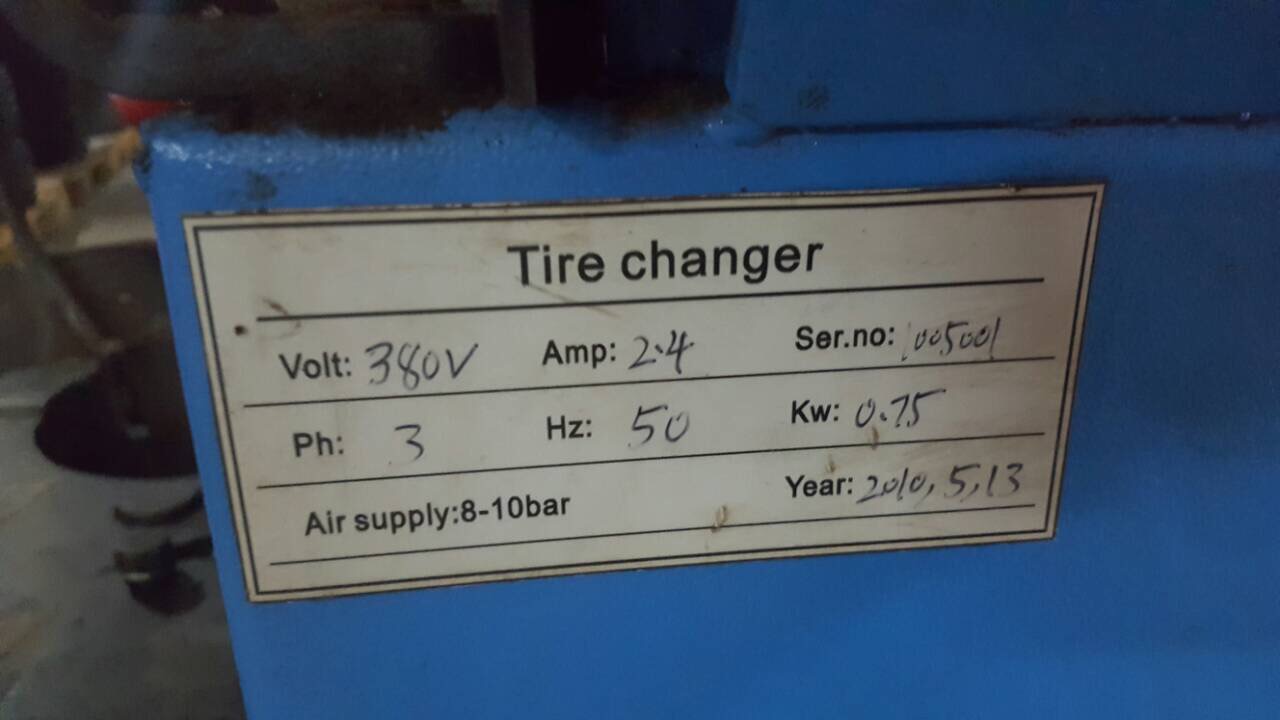 Tire changer
Volt: 380V Amp: 2.4 Ser.no: 1005001
Ph: 3 Hz: 50 Kw: 0.75
Air supply:8-10bar Year: 2010,5,13